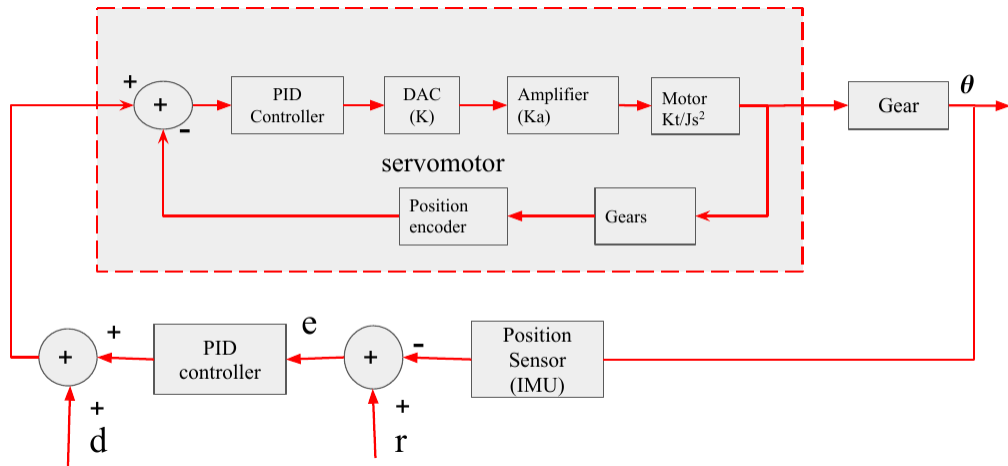 θ
+
+
-
PID
Controller
DAC
(K)
Amplifier
(Ka)
Motor
Kt/Js²
Gear
servomotor
Position
encoder
Gears
+
+
+
d
PID
controller
e
+
-
+
r
Position
Sensor
(IMU)